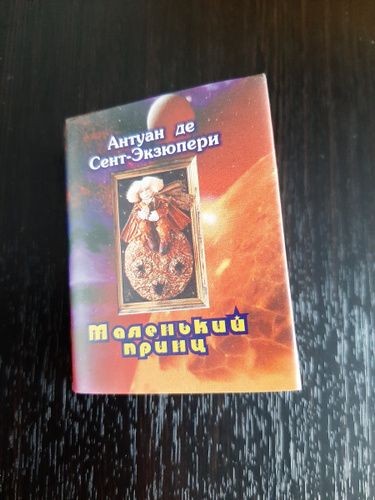 Антуан де
Сент-Экзюпери
Маленький
принц